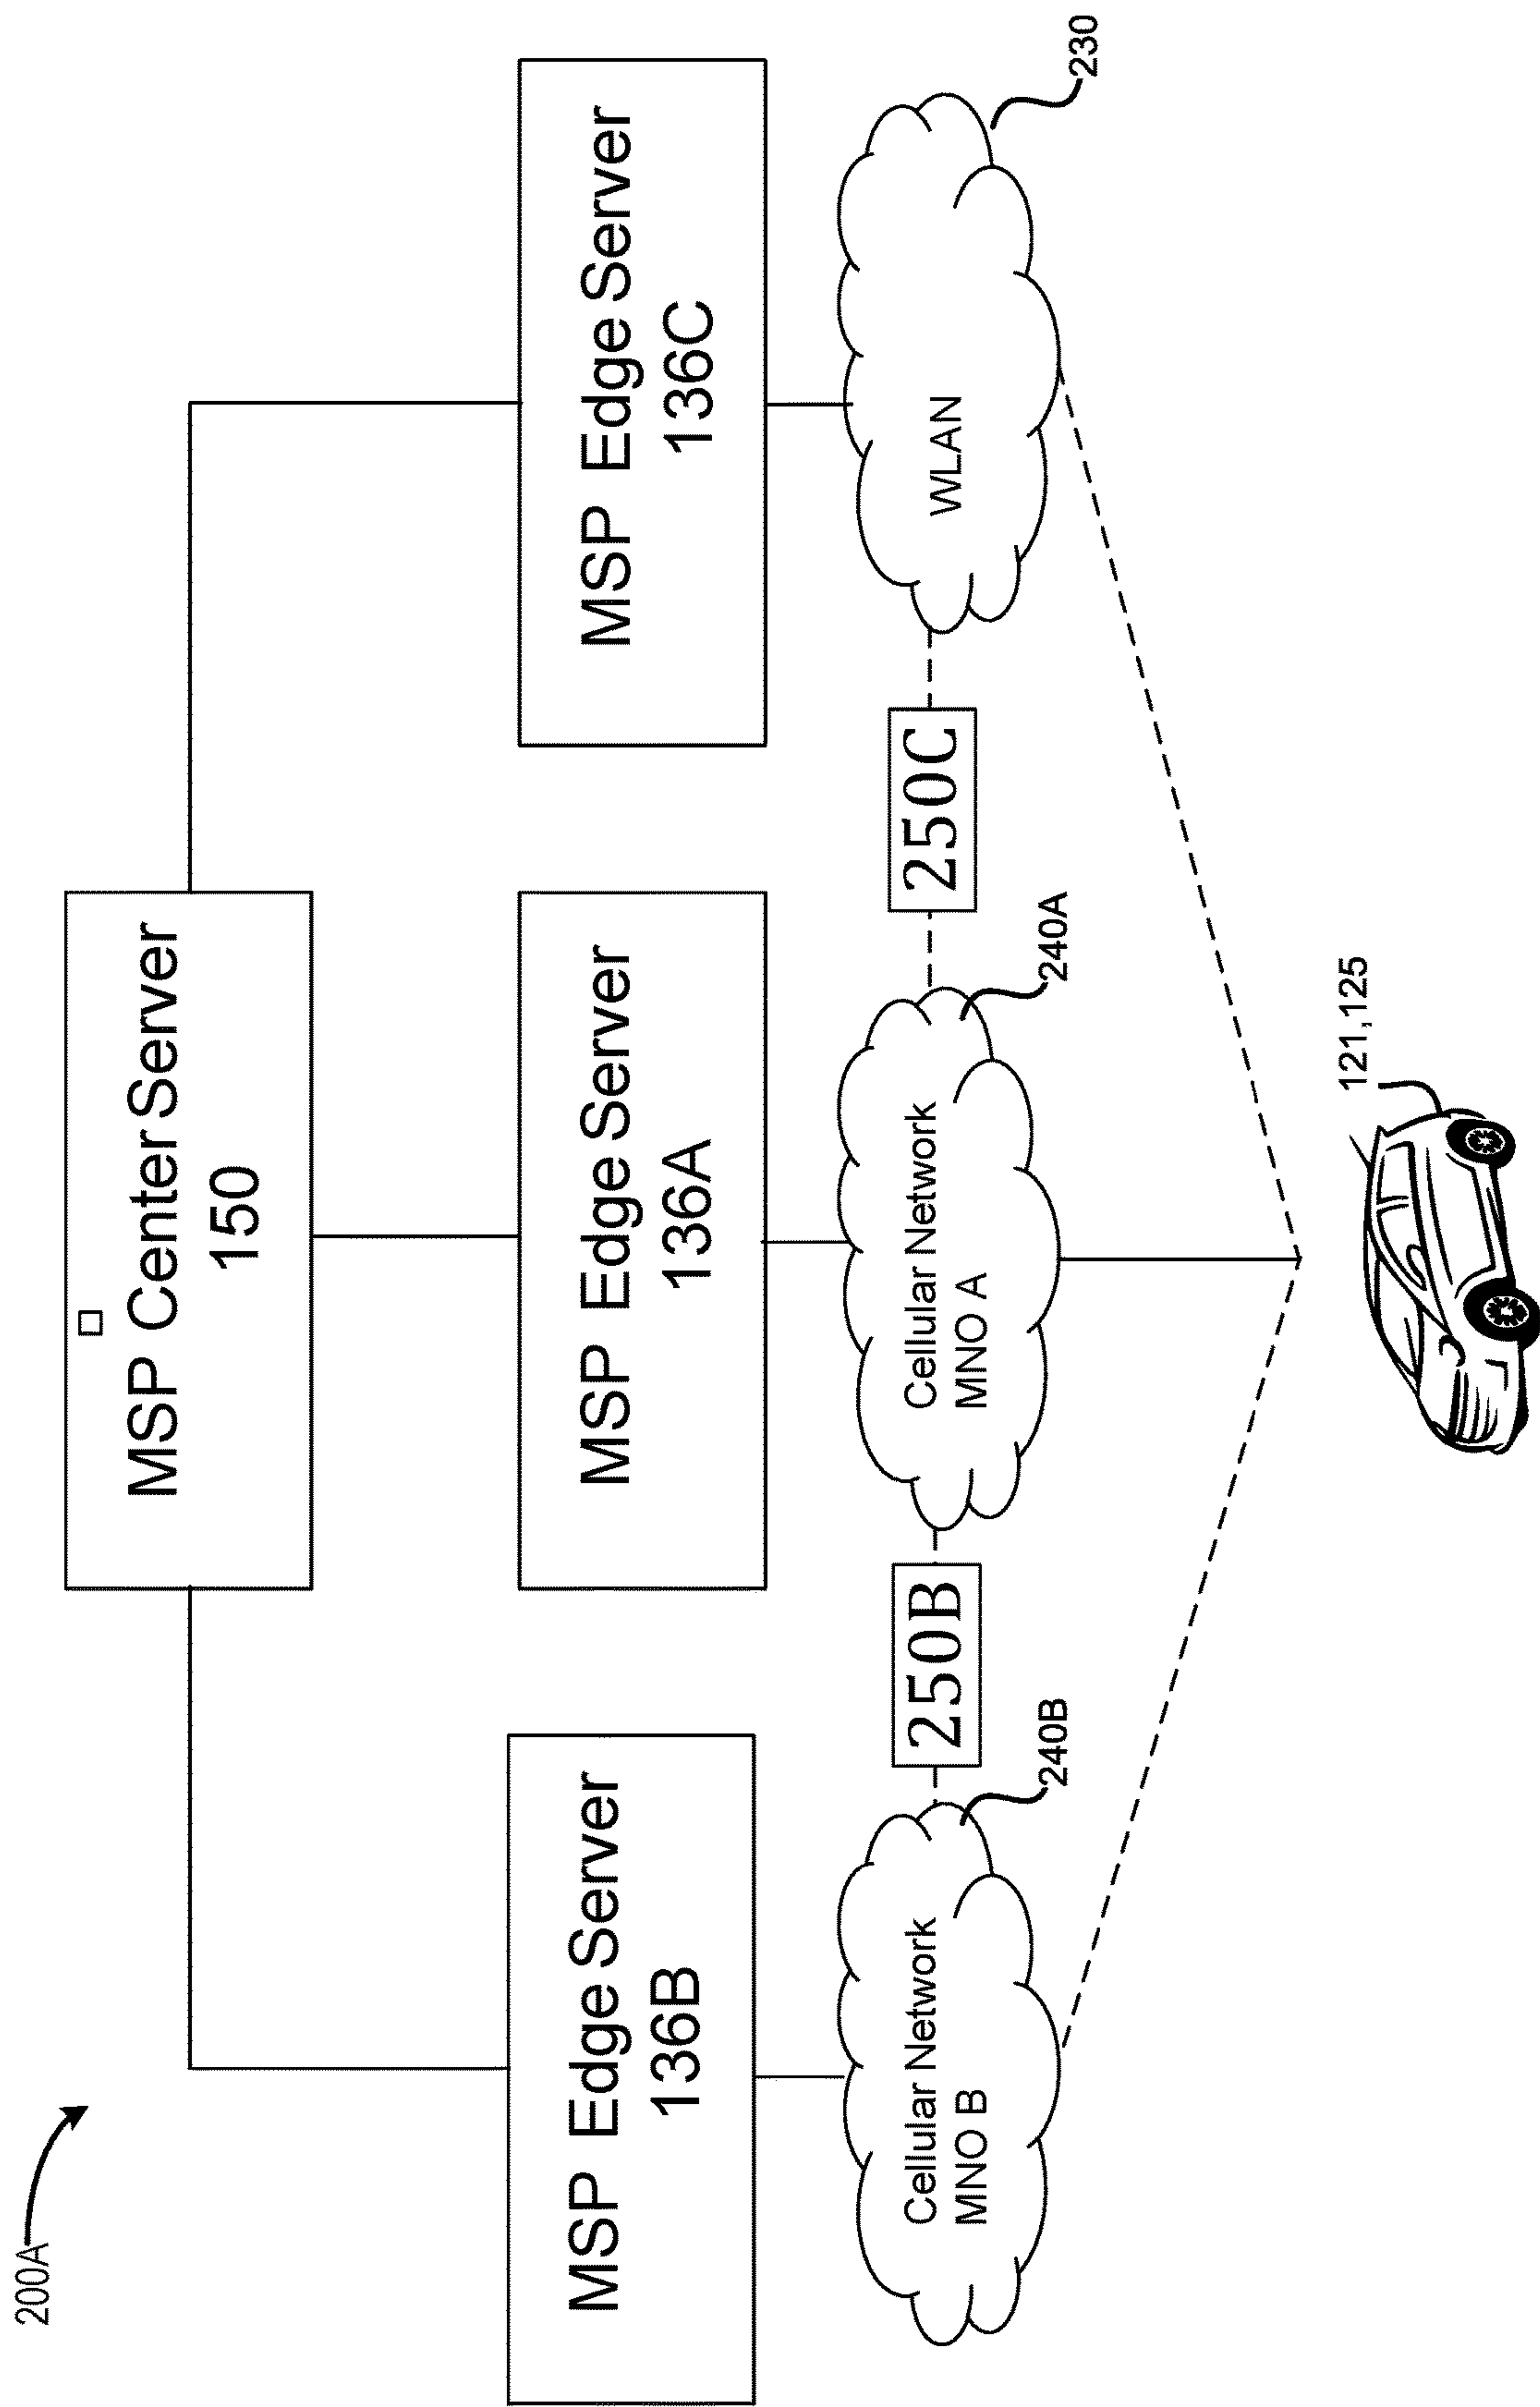 200A
MSP Center Server
150
MSP Edge Server
136B
MSP Edge Server
136A
MSP Edge Server
136C
Cellular Network
MNO B
240B
250B
Cellular Network
MNO A
240A
250C
WLAN
230
121,125